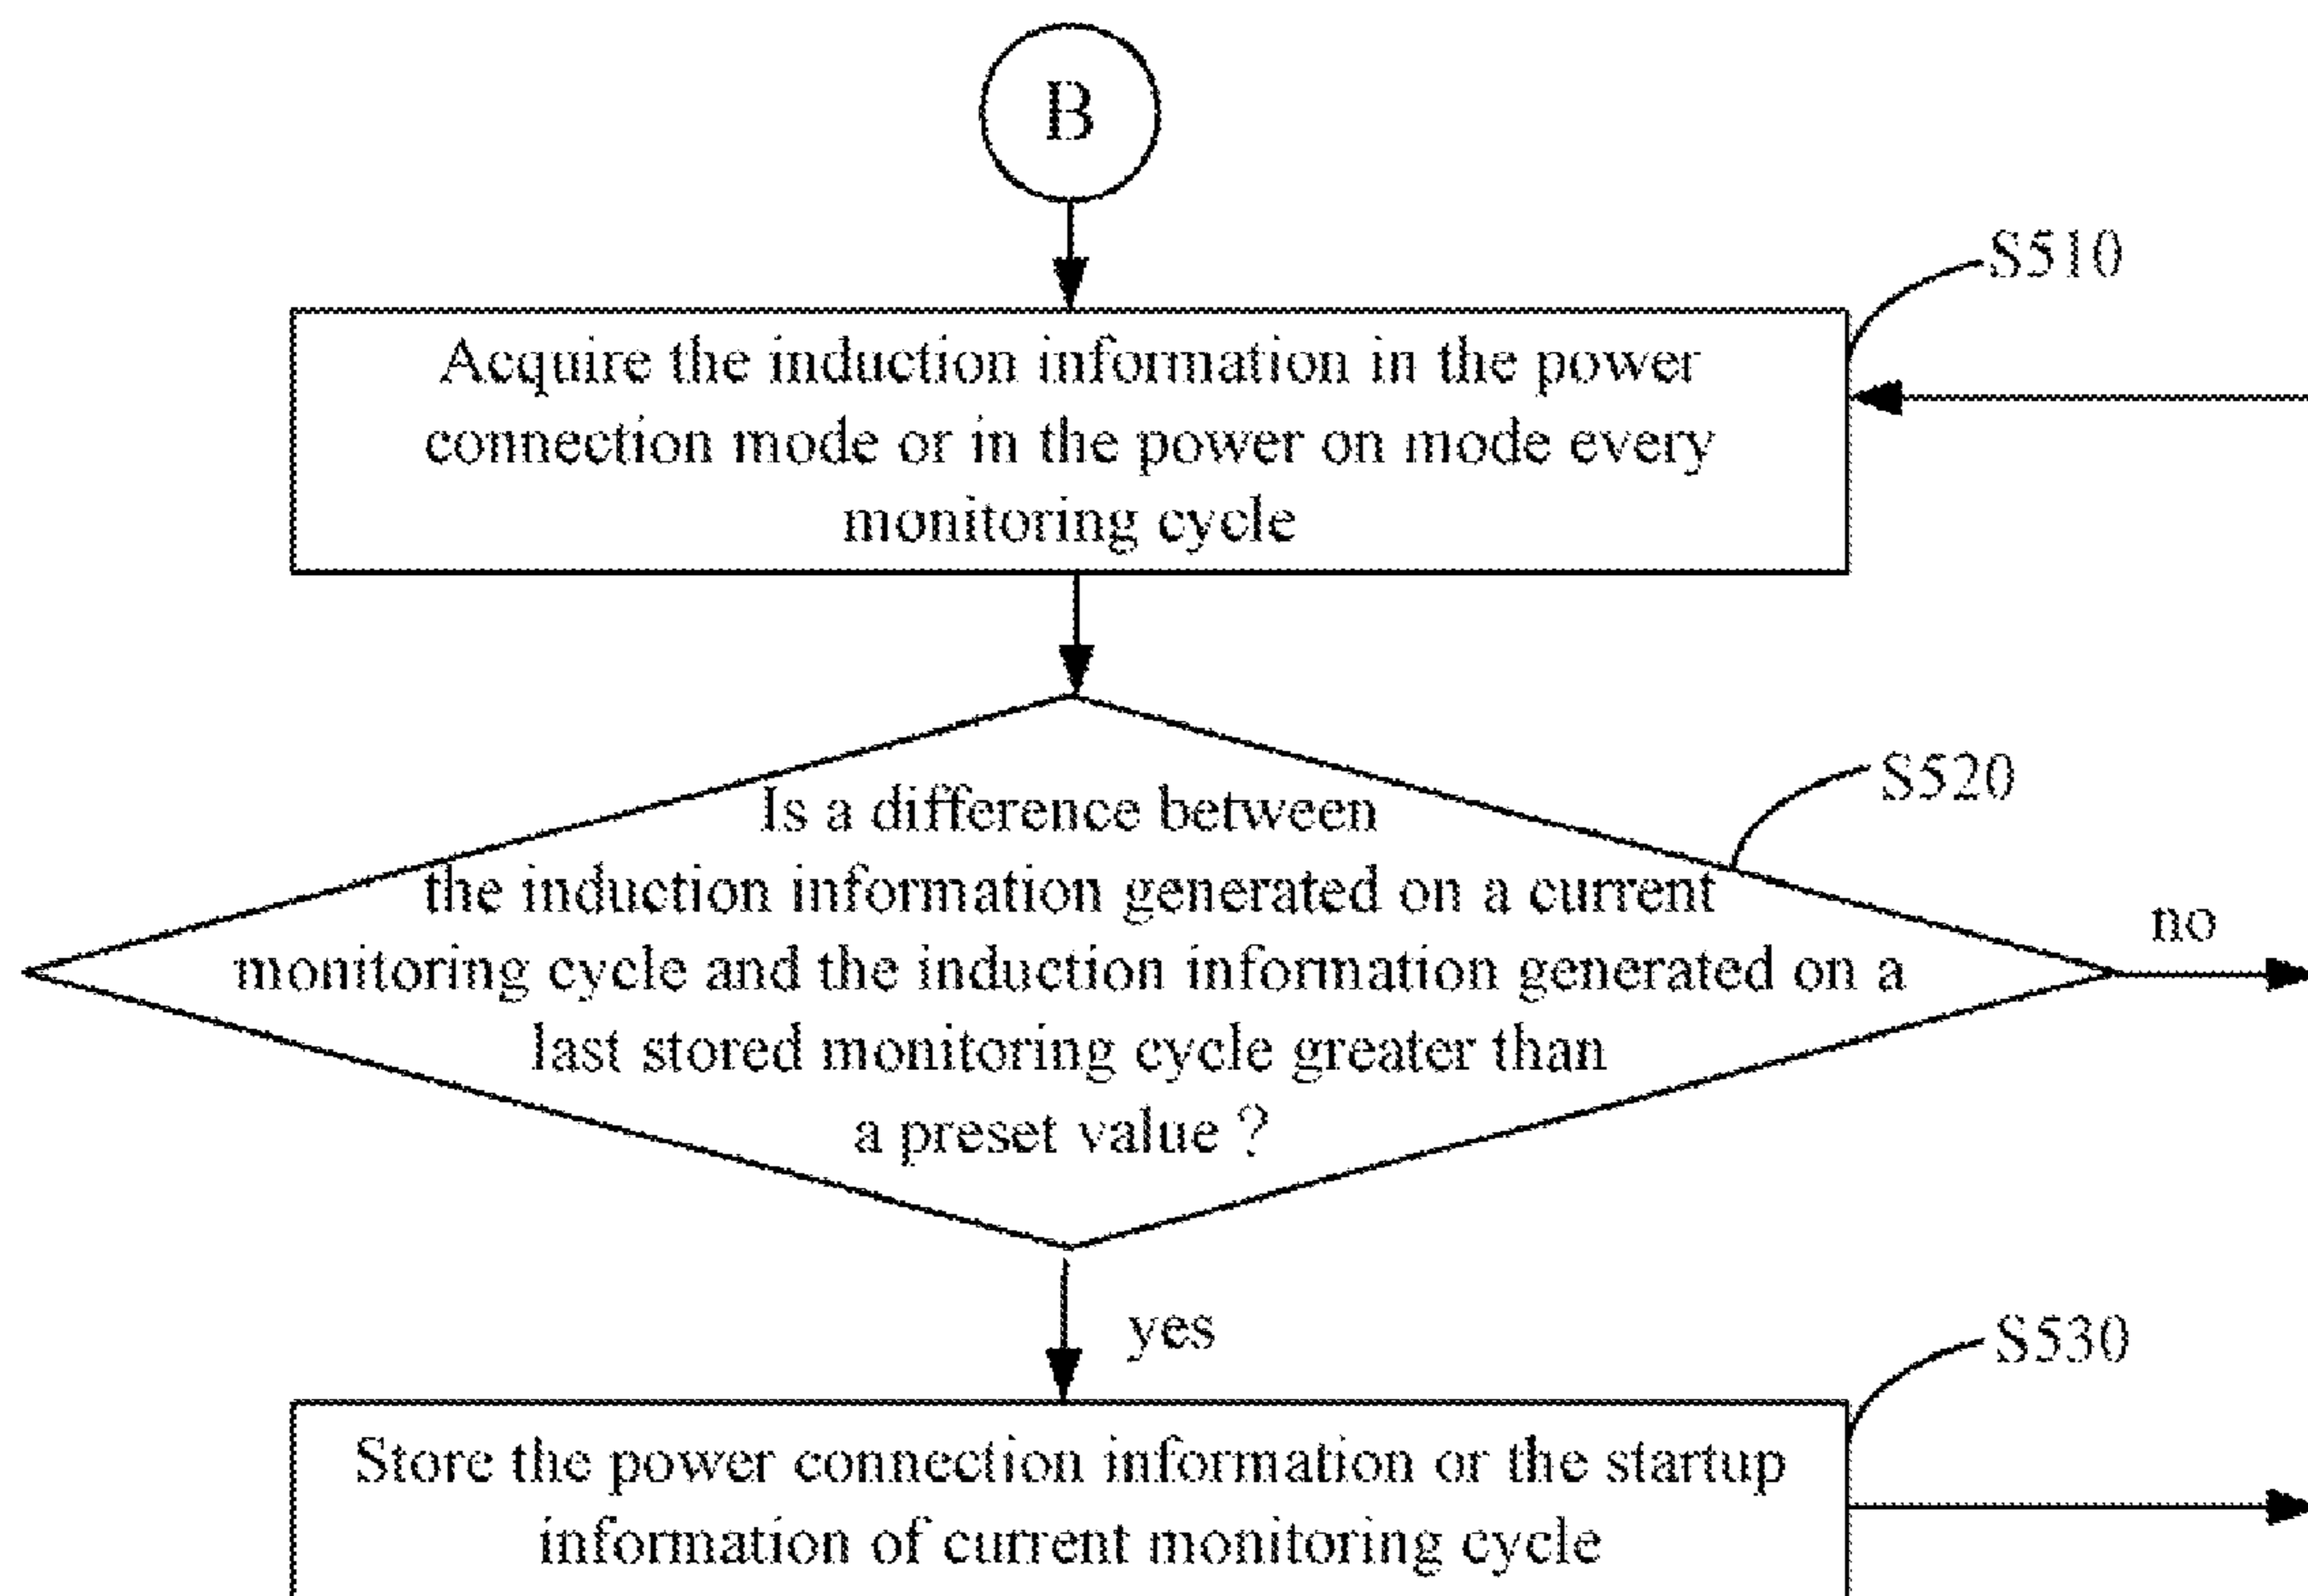 B
S510
Acquire the induction information in the power
connection mode or in the power on mode every
monitoring cycle
S520
Is a difference between
the induction information generated on a current
monitoring cycle and the induction information generated on a
last stored monitoring cycle greater than
a preset value ?
no
yes
S530
Store the power connection information or the startup
information of current monitoring cycle